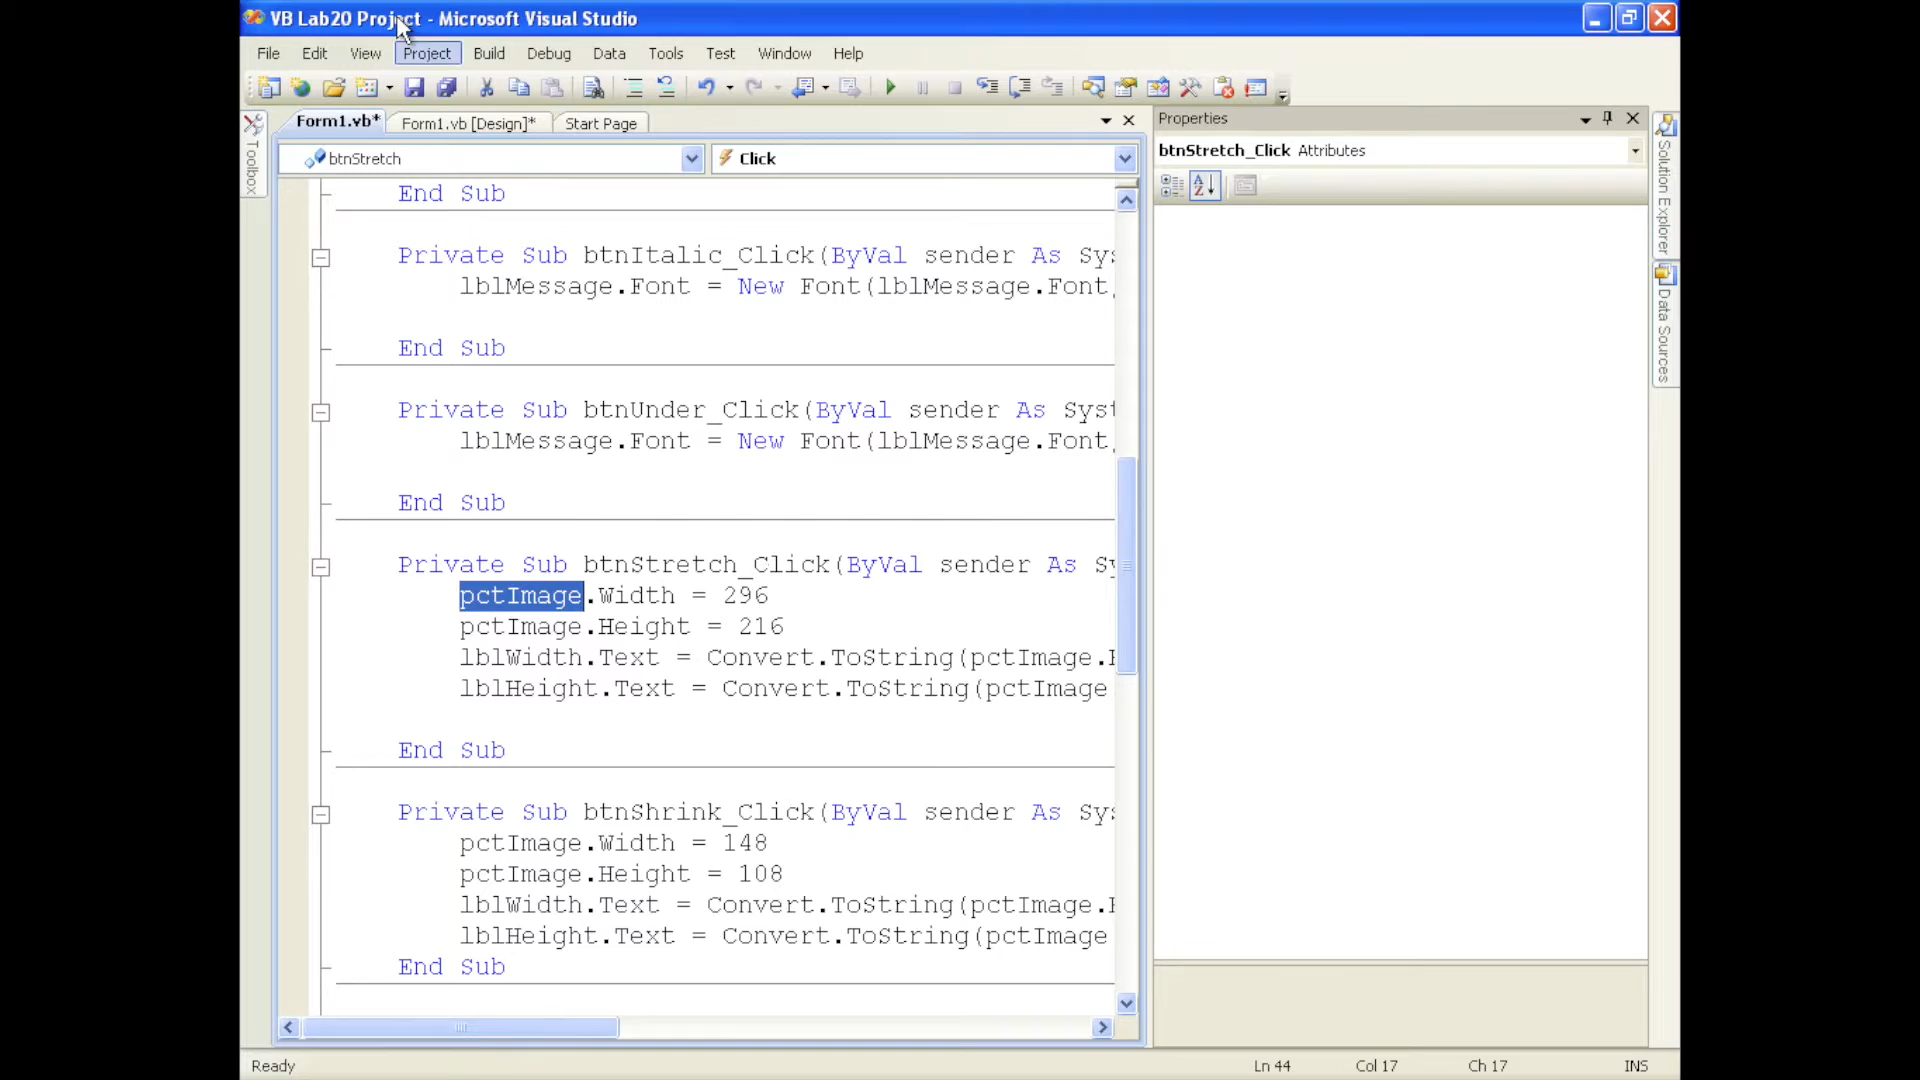 VB Lab20 Project - Microsoft Visual Studio
File Edit View Project Build Debug Data Tools Test Window Help
Form1.vb* Form1.vb [Design]* Start Page
Properties
btnStretch Click
btnStretch_Click Attributes
Toolbox
Solution Explorer
Data Sources
End Sub
Private Sub btnItalic_Click(ByVal sender As Sys
lblMessage.Font = New Font(lblMessage.Font,
End Sub
Private Sub btnUnder_Click(ByVal sender As Syst
lblMessage.Font = New Font(lblMessage.Font,
End Sub
Private Sub btnStretch_Click(ByVal sender As Sy
pctImage.Width = 296
pctImage.Height = 216
lblWidth.Text = Convert.ToString(pctImage.
lblHeight.Text = Convert.ToString(pctImage
End Sub
Private Sub btnShrink_Click(ByVal sender As Sys
pctImage.Width = 148
pctImage.Height = 108
lblWidth.Text = Convert.ToString(pctImage.
lblHeight.Text = Convert.ToString(pctImage
End Sub
Ready Ln 44 Col 17 Ch 17 INS